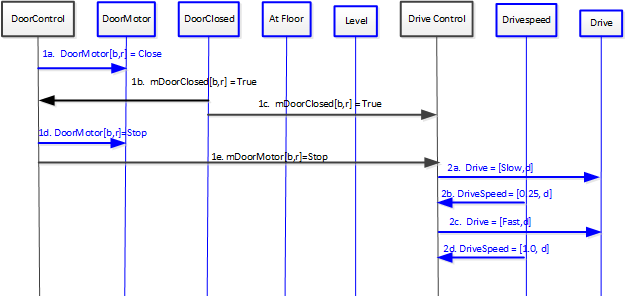 DoorControl
DoorMotor
DoorClosed
At Floor
Level
Drive Control
Drivespeed
Drive
1a. DoorMotor[b,r] = Close
1b. mDoorClosed[b,r] =True
1c. mDoorClosed[b,r] =True
1d. DoorMotor[b,r]=Stop
1e. mDoorMotor[b,r]=Stop
2a. Drive = [Slow,d]
2b. DriveSpeed = [0.25, d]
2c. Drive = [Fast,d]
2d. DriveSpeed = [1.0, d]